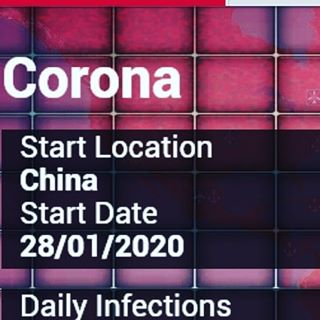 Corona
Start Location
China
Start Date
28/01/2020
Daily Infections